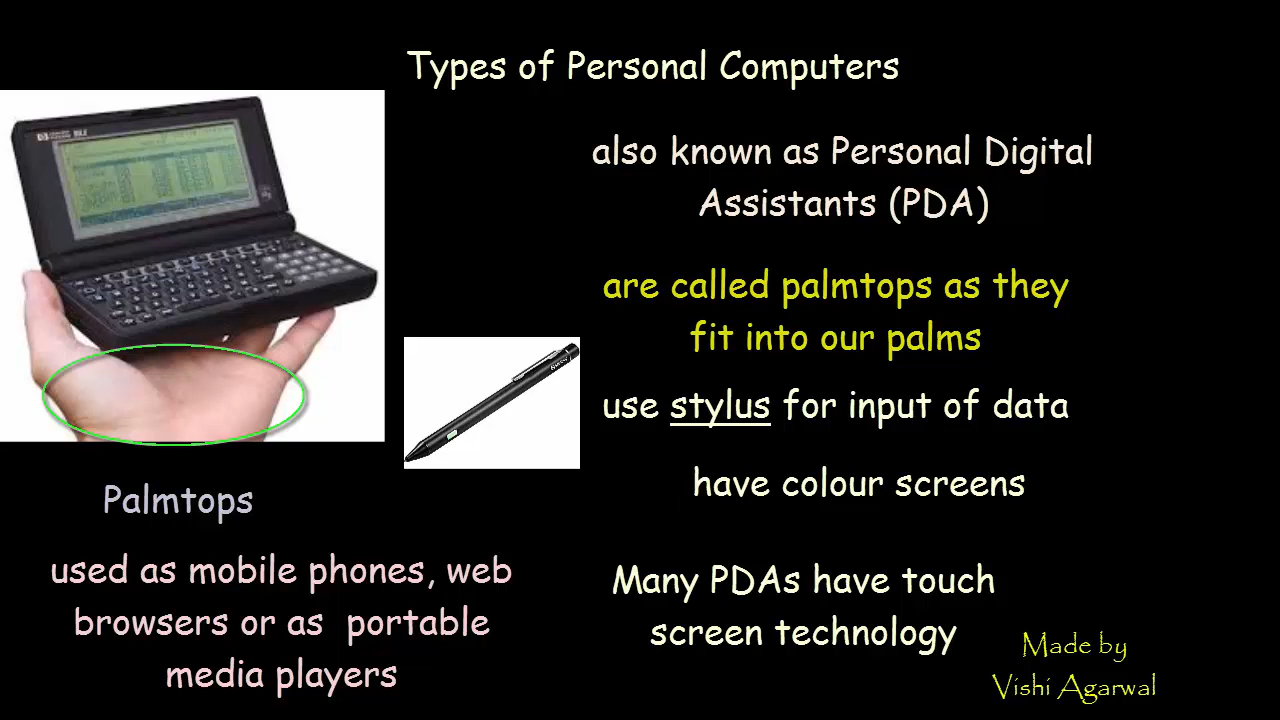 Types of Personal Computers
also known as Personal Digital
Assistants (PDA)
are called palmtops as they
fit into our palms
use stylus for input of data
have colour screens
Palmtops
used as mobile phones, web
browsers or as portable
media players
Many PDAs have touch
screen technology
Made by
Vishi Agarwal